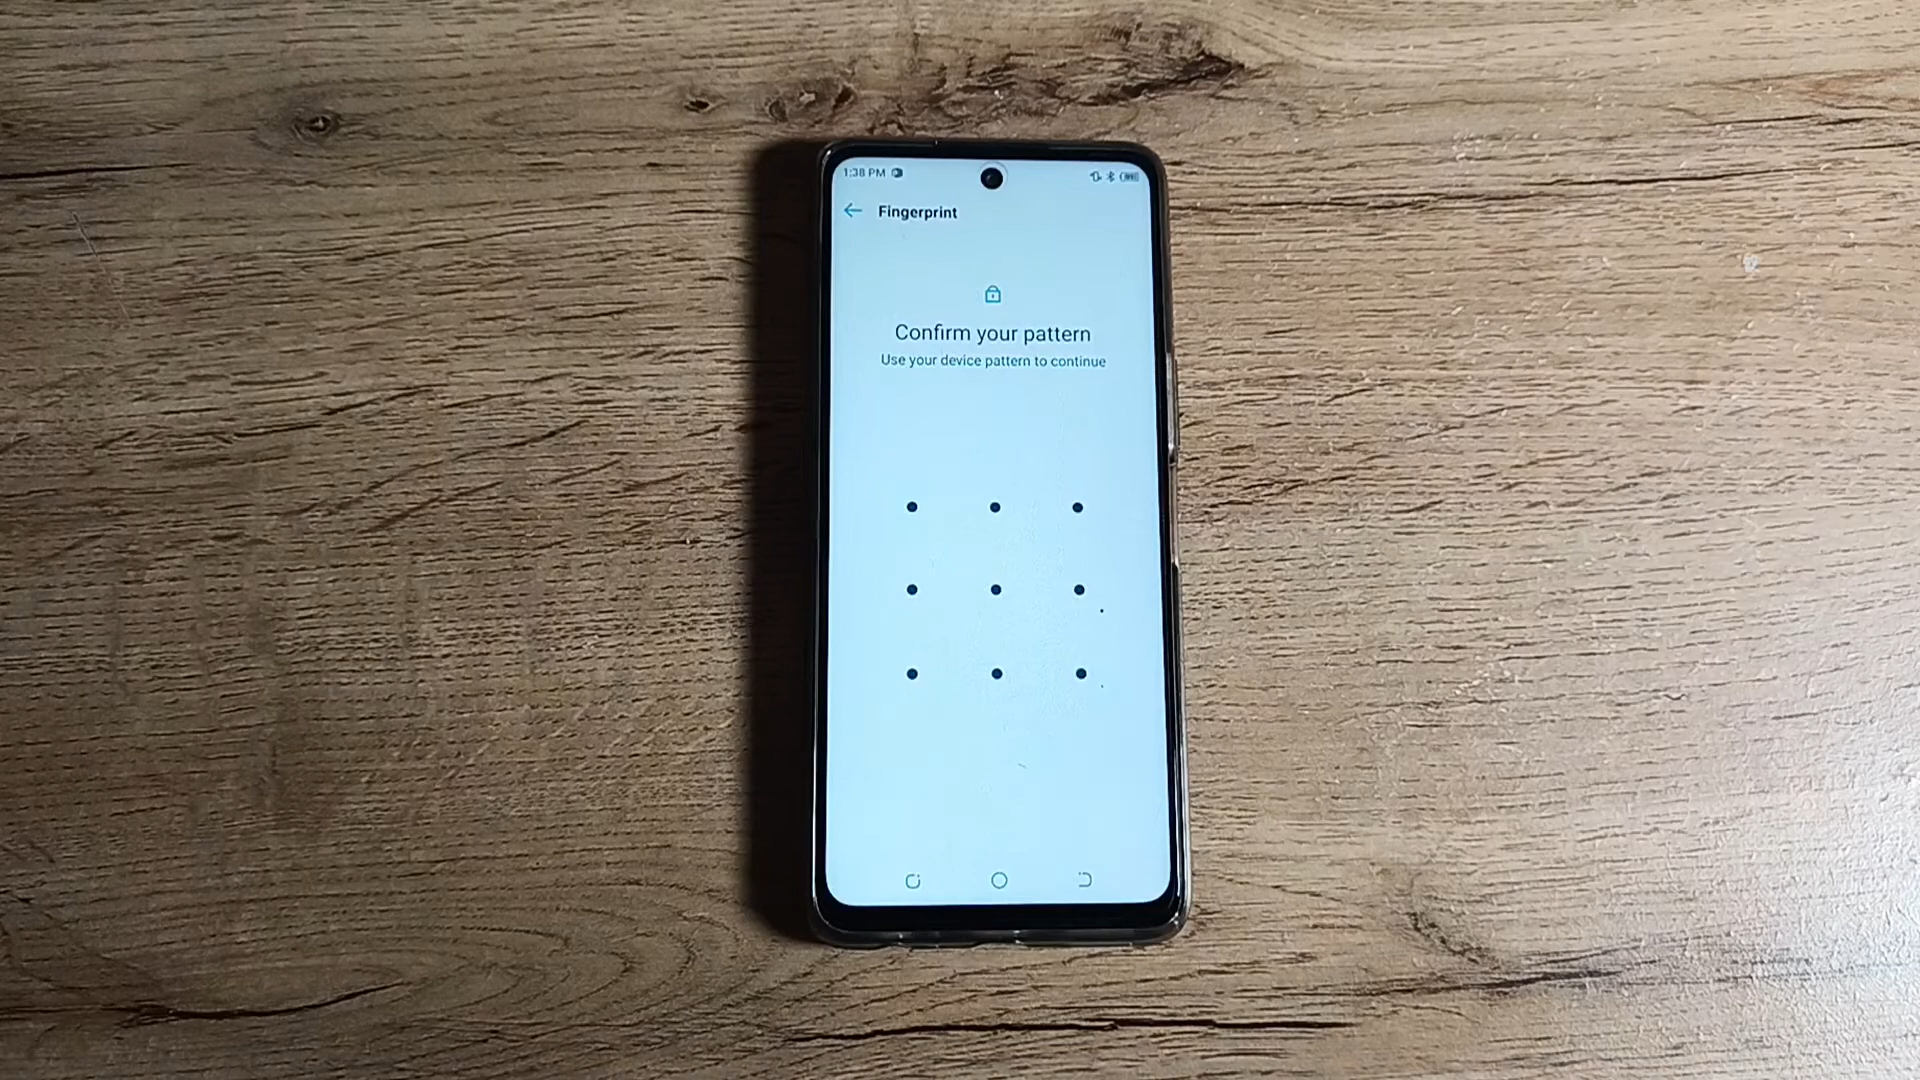 1:38 PM
Fingerprint
Confirm your pattern
Use your device pattern to continue